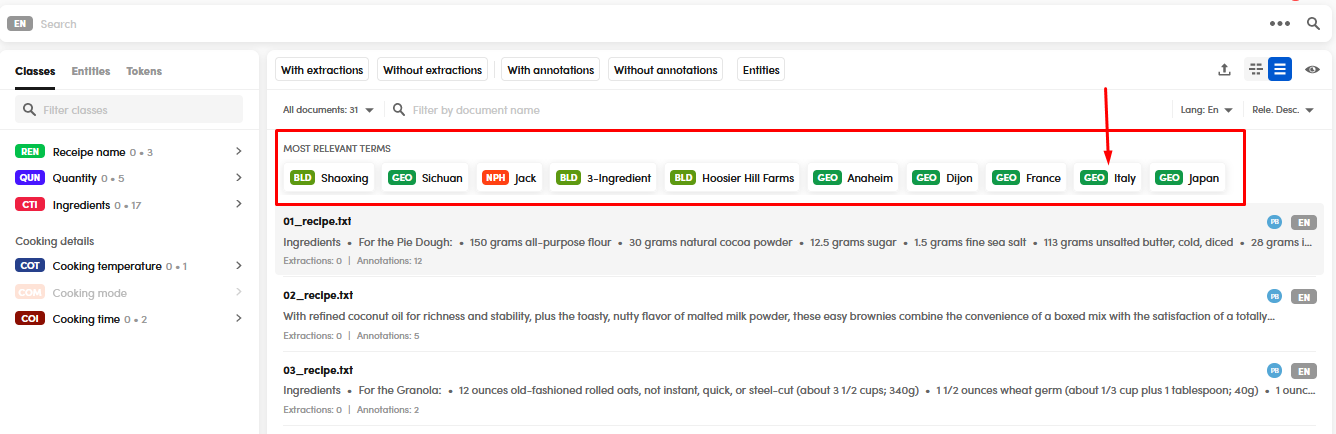 EN Search
Classes Entities Tokens
With extractions Without extractions With annotations Without annotations Entities
Filter classes
All documents: 31 Filter by document name Lang: En Rele. Desc.
REN Receipe name 0 • 3
QUN Quantity 0 • 5
CTI Ingredients 0 • 17
Cooking details
COT Cooking temperature 0 • 1
COM Cooking mode
COI Cooking time 0 • 2
MOST RELEVANT TERMS
BLD Shaoxing GEO Sichuan NPH Jack BLD 3-Ingredient BLD Hoosier Hill Farms GEO Anaheim GEO Dijon GEO France GEO Italy GEO Japan
01_recipe.txt PB EN
Ingredients • For the Pie Dough: • 150 grams all-purpose flour • 30 grams natural cocoa powder • 12.5 grams sugar • 1.5 grams fine sea salt • 113 grams unsalted butter, cold, diced • 28 grams i...
Extractions: 0 | Annotations: 12
02_recipe.txt PB EN
With refined coconut oil for richness and stability, plus the toasty, nutty flavor of malted milk powder, these easy brownies combine the convenience of a boxed mix with the satisfaction of a totally...
Extractions: 0 | Annotations: 5
03_recipe.txt PB EN
Ingredients • For the Granola: • 12 ounces old-fashioned rolled oats, not instant, quick, or steel-cut (about 3 1/2 cups; 340g) • 1 1/2 ounces wheat germ (about 1/3 cup plus 1 tablespoon; 40g) • 1 ounc...
Extractions: 0 | Annotations: 2